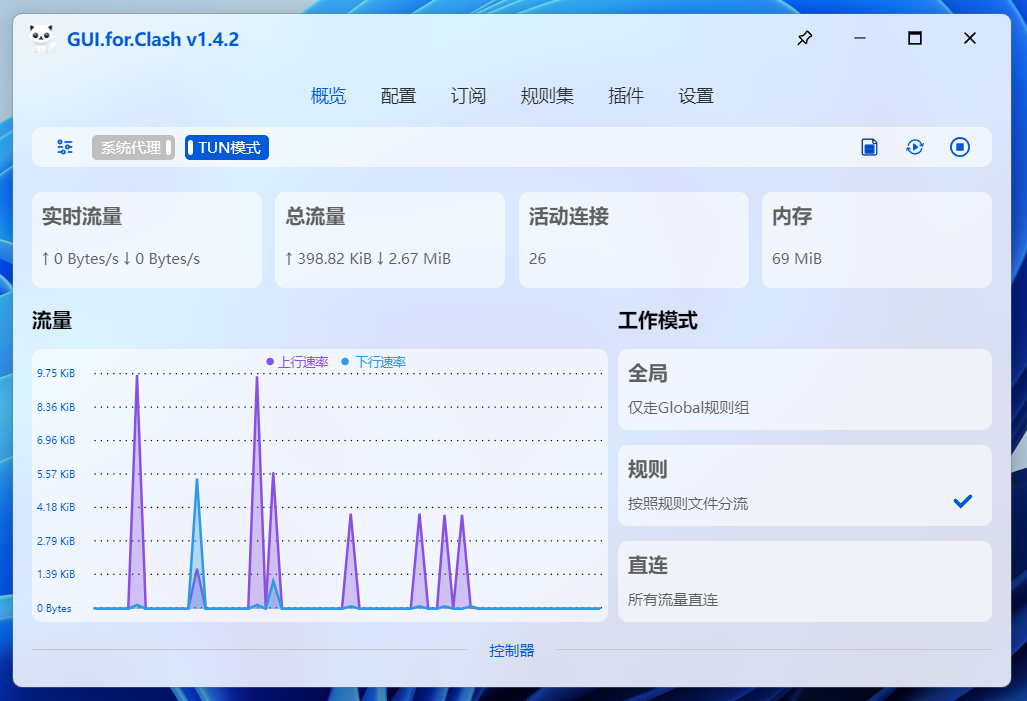 GUI.for.Clash v1.4.2
概览 配置 订阅 规则集 插件 设置
系统代理 TUN模式
实时流量 总流量 活动连接 内存
↑ 0 Bytes/s ↓ 0 Bytes/s ↑ 398.82 KiB ↓ 2.67 MiB 26 69 MiB
流量
上行速率 下行速率
9.75 KiB
8.36 KiB
6.96 KiB
5.57 KiB
4.18 KiB
2.79 KiB
1.39 KiB
0 Bytes
工作模式
全局
仅走Global规则组
规则
按照规则文件分流
直连
所有流量直连
控制器